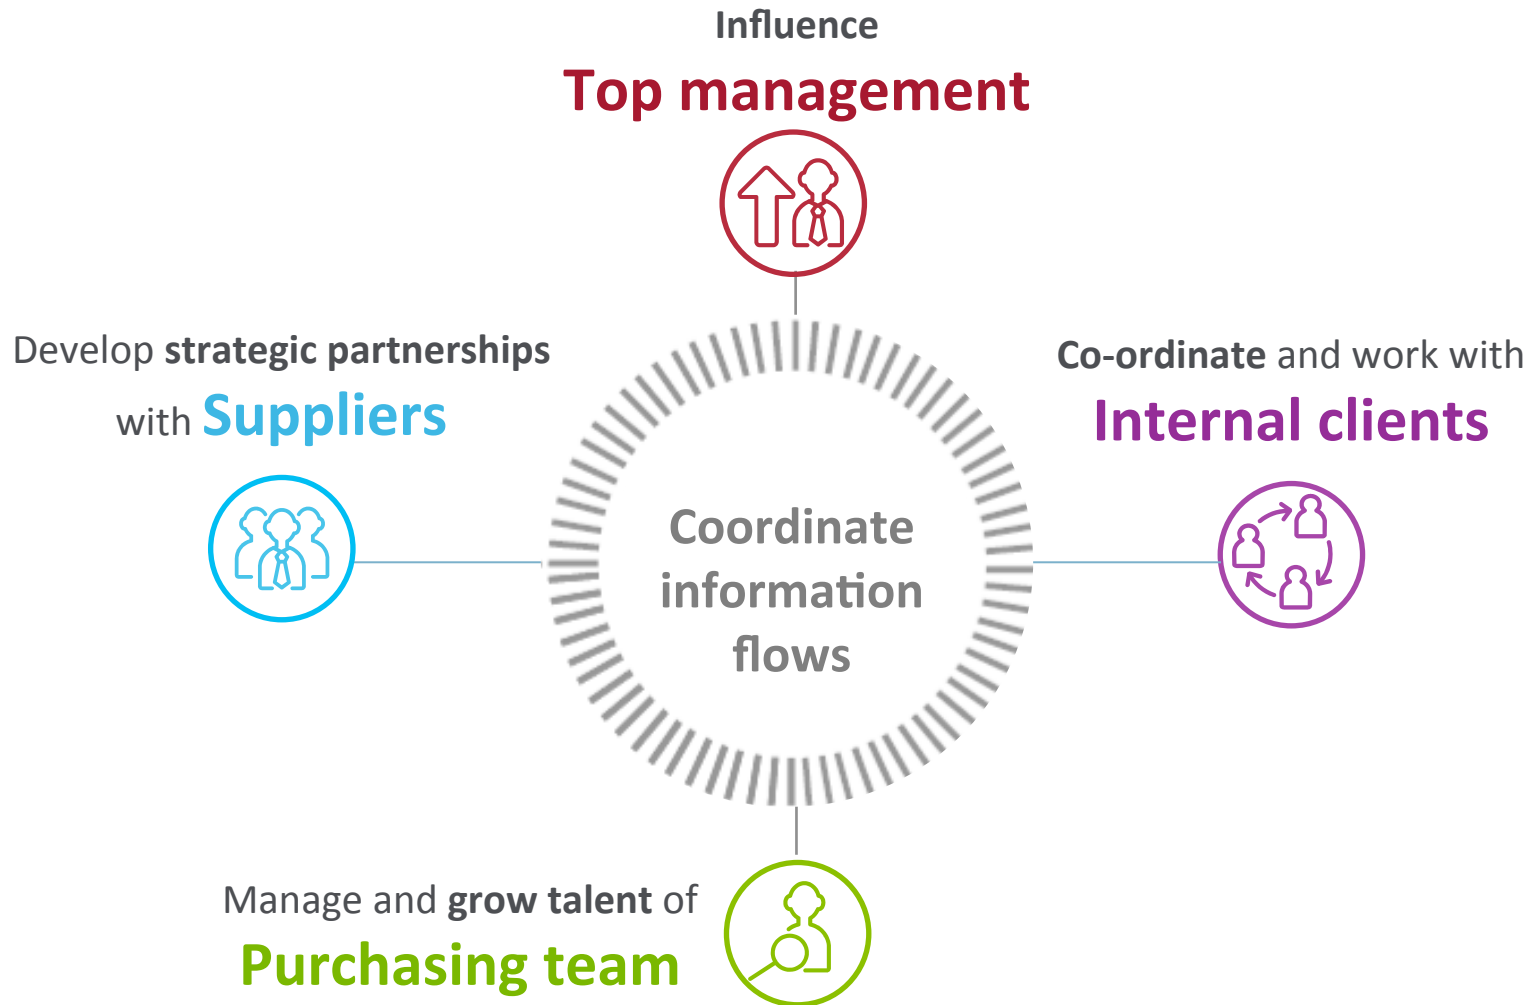 Influence
Top management
Develop strategic partnerships
with Suppliers
Co-ordinate and work with
Internal clients
Coordinate
information
flows
Manage and grow talent of
Purchasing team